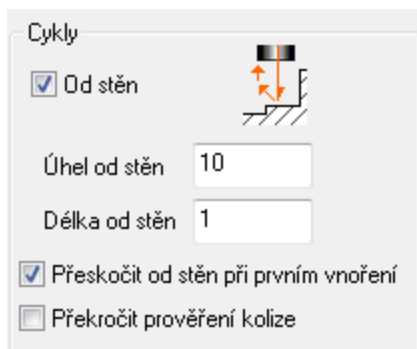 Cykly
Od stěn
Úhel od stěn 10
Délka od stěn 1
Přeskočit od stěn při prvním vnoření
Překročit prověření kolize